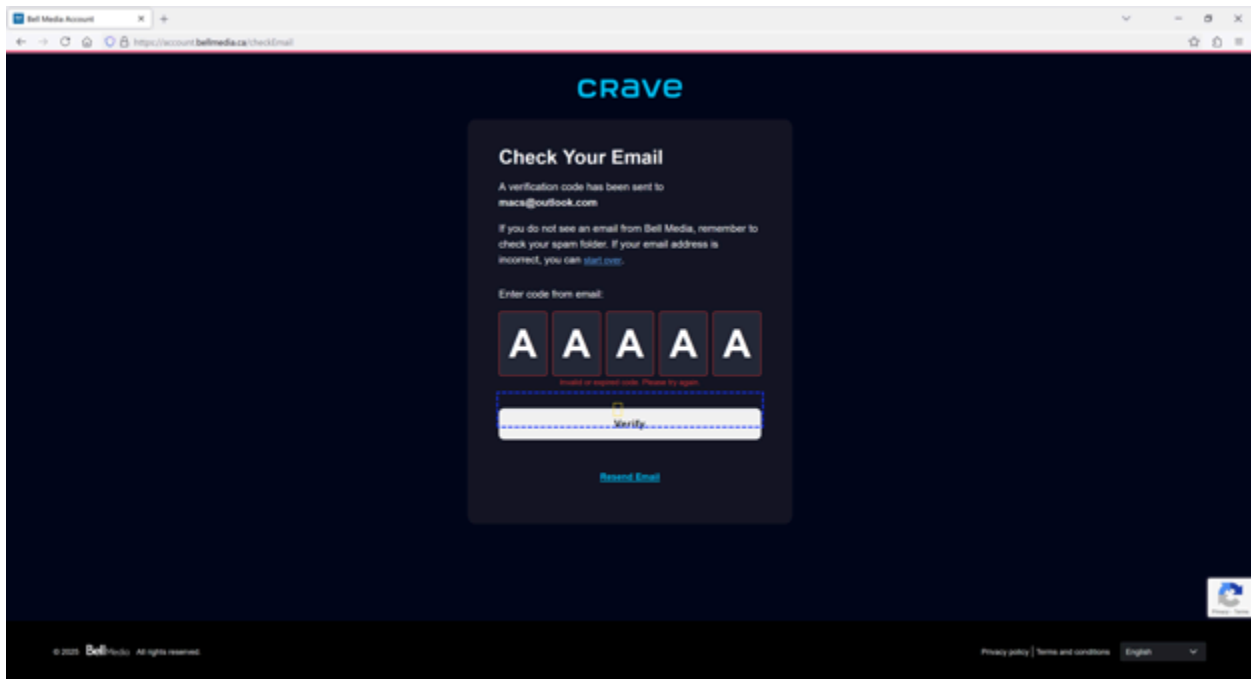 Bell Media Account
https://account.bellmedia.ca/checkEmail
CRAVE
Check Your Email
A verification code has been sent to
macs@outlook.com
If you do not see an email from Bell Media, remember to
check your spam folder. If your email address is
incorrect, you can start over.
Enter code from email:
A A A A A
Invalid or expired code. Please try again.
Verify
Resend Email
Privacy - Terms
© 2025 Bell Media All rights reserved.
Privacy policy | Terms and conditions English